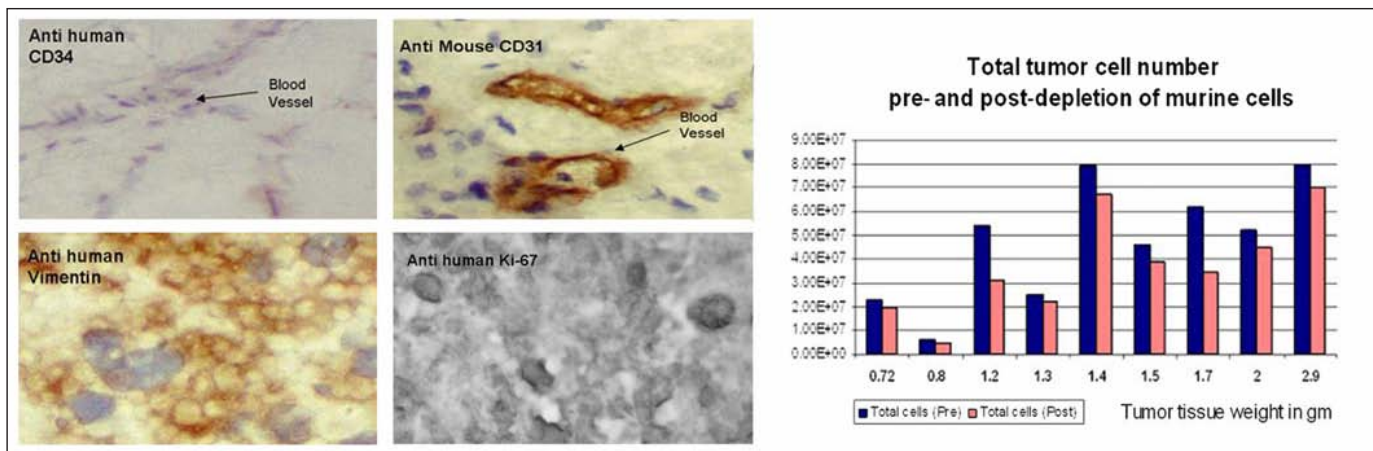 Anti human
CD34
Blood
Vessel
Anti Mouse CD31
Blood
Vessel
Anti human
Vimentin
Anti human Ki-67
Total tumor cell number
pre- and post-depletion of murine cells
9.00E+07
8.00E+07
7.00E+07
6.00E+07
5.00E+07
4.00E+07
3.00E+07
2.00E+07
1.00E+07
0.00E+00
0.72 0.8 1.2 1.3 1.4 1.5 1.7 2 2.9
Total cells (Pre) Total cells (Post)
Tumor tissue weight in gm